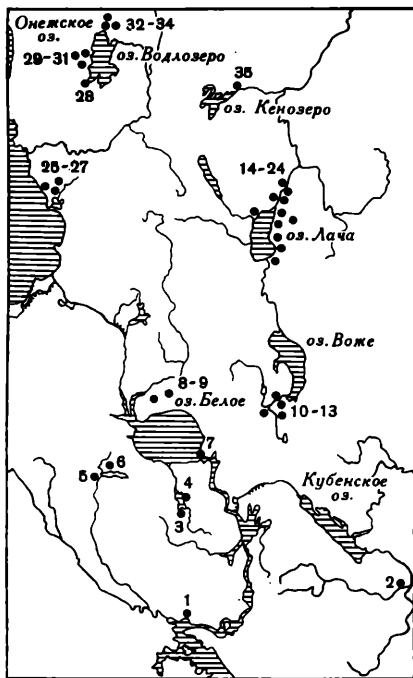 Онежское
оз.
32-34
оз. Водлозеро
29-31
28
35
оз. Кенозеро
25-27
14-24
оз. Лача
оз. Воже
8-9
оз. Белое
10-13
7
6
5
4
3
Кубенское
оз.
2
1